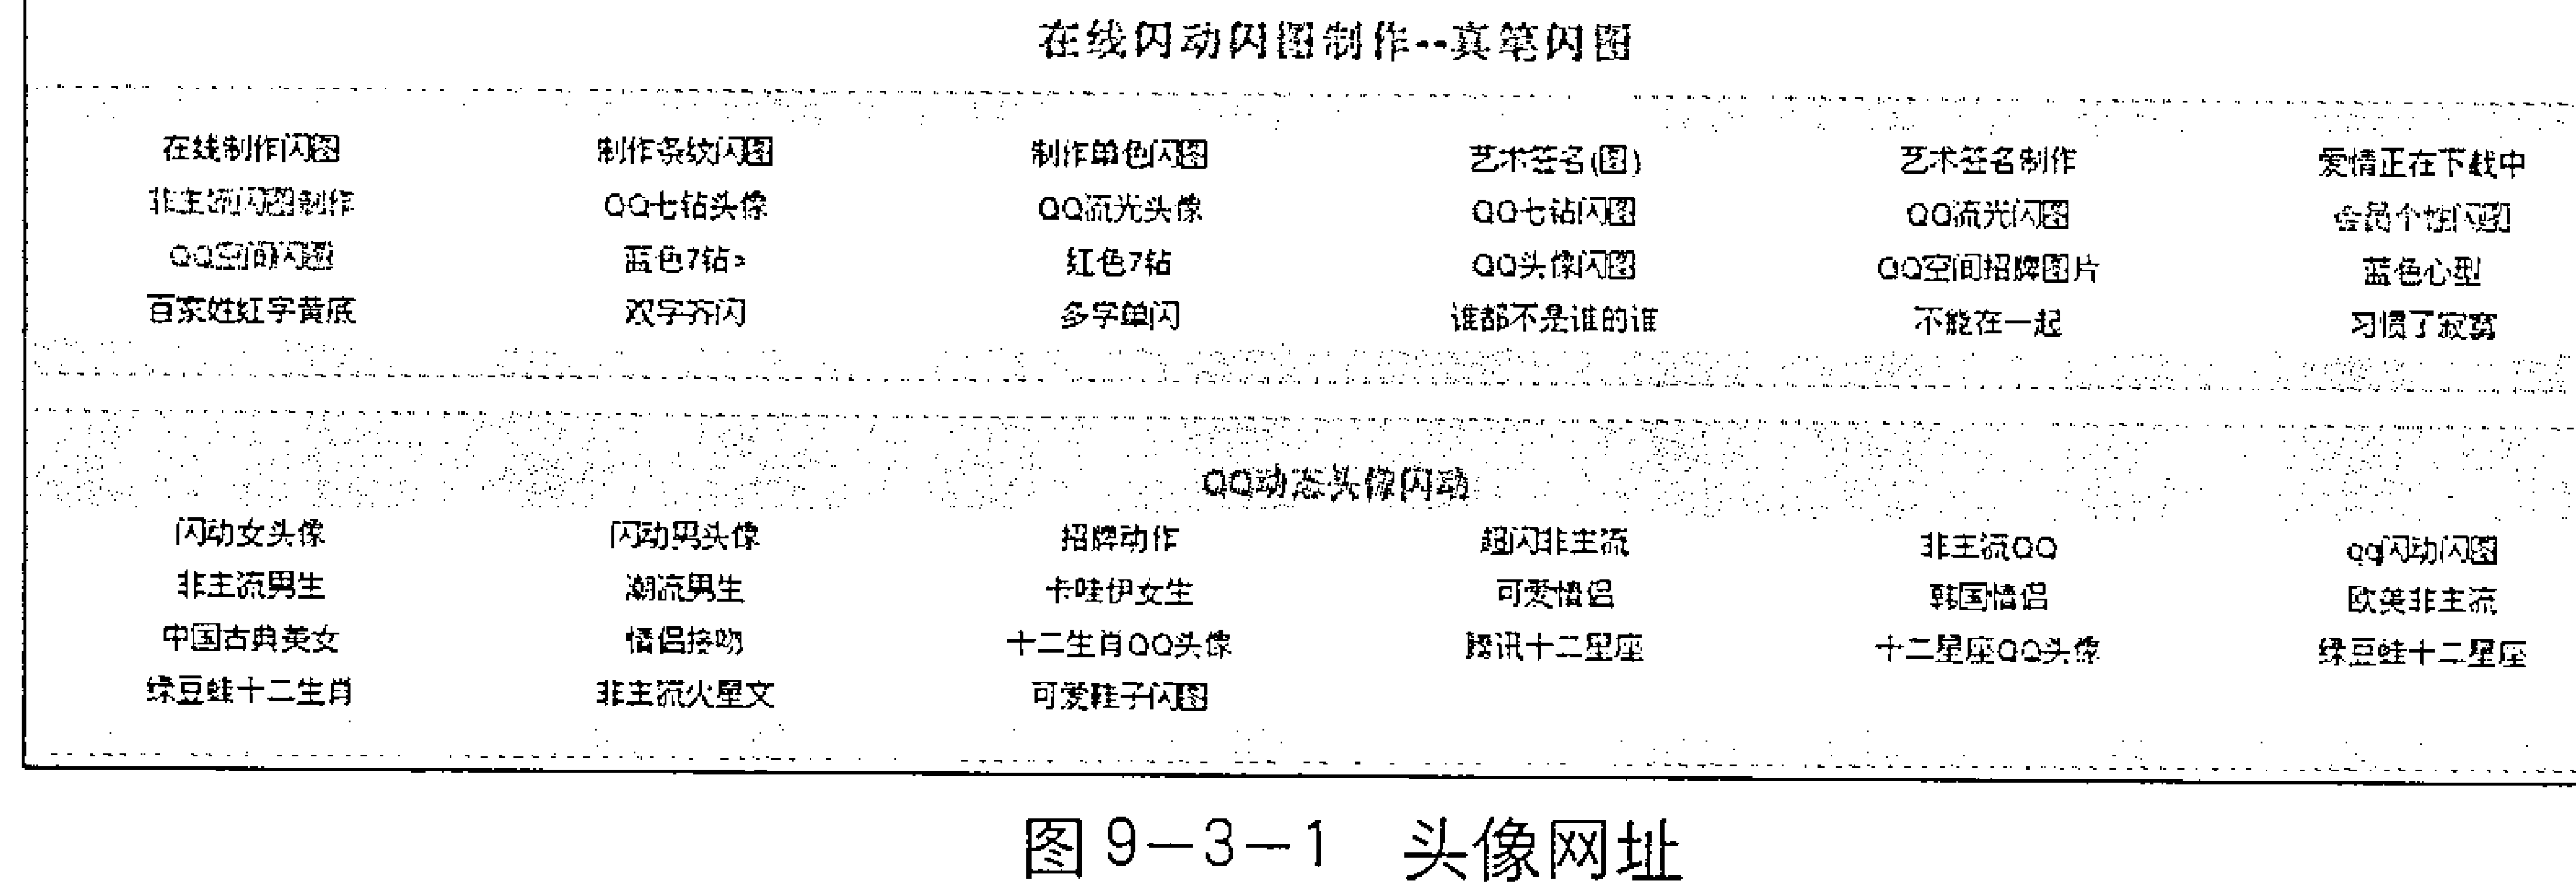 在线闪动闪图制作--真笔闪图
在线制作闪图 制作条纹闪图 制作单色闪图 艺术签名(图) 艺术签名制作 爱情正在下载中
非主流闪图制作 QQ七钻头像 QQ流光头像 QQ七钻闪图 QQ流光闪图 会员个性闪图
QQ空间闪图 蓝色7钻> 红色7钻 QQ头像闪图 QQ空间招牌图片 蓝色心型
百家姓红字黄底 双字齐闪 多字单闪 谁都不是谁的谁 不能在一起 习惯了寂寞
QQ动态头像闪动
闪动女头像 闪动男头像 招牌动作 超闪非主流 非主流QQ qq闪动闪图
非主流男生 潮流男生 卡哇伊女生 可爱情侣 韩国情侣 欧美非主流
中国古典美女 情侣接吻 十二生肖QQ头像 腾讯十二星座 十二星座QQ头像 绿豆蛙十二星座
绿豆蛙十二生肖 非主流火星文 可爱鞋子闪图
图9-3-1 头像网址